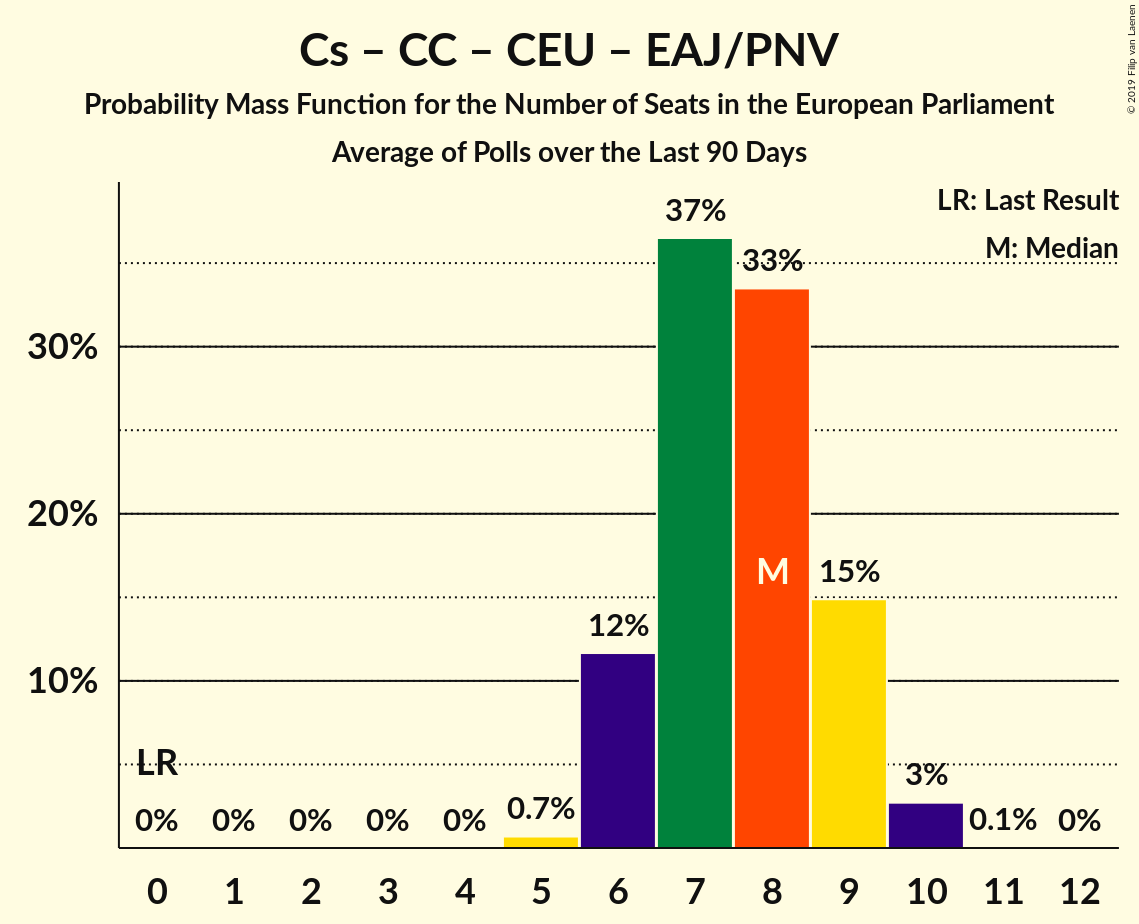 Cs – CC – CEU – EAJ/PNV
Probability Mass Function for the Number of Seats in the European Parliament
Average of Polls over the Last 90 Days
© 2019 Filip van Laenen
LR: Last Result
M: Median
37%
33%
30%
20%
M
15%
12%
10%
LR
3%
0% 0% 0% 0% 0% 0.7% 0.1% 0%
0 1 2 3 4 5 6 7 8 9 10 11 12